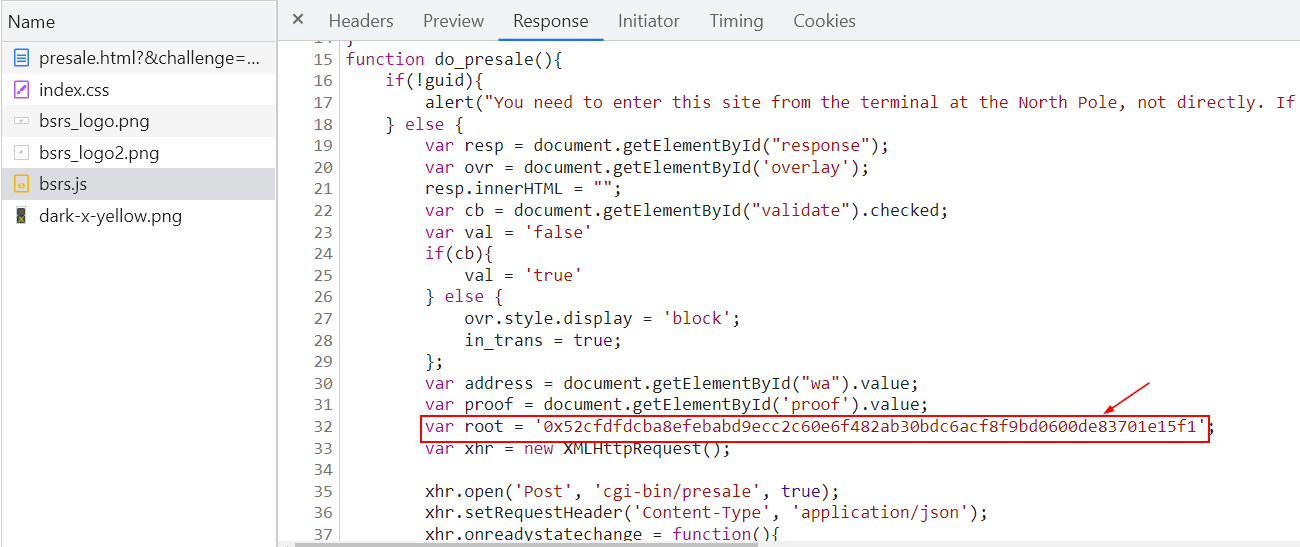 Name
presale.html?&challenge=...
index.css
bsrs_logo.png
bsrs_logo2.png
bsrs.js
dark-x-yellow.png
× Headers Preview Response Initiator Timing Cookies
14 }
15 function do_presale(){
16     if(!guid){
17         alert("You need to enter this site from the terminal at the North Pole, not directly. If
18     } else {
19         var resp = document.getElementById("response");
20         var ovr = document.getElementById('overlay');
21         resp.innerHTML = "";
22         var cb = document.getElementById("validate").checked;
23         var val = 'false'
24         if(cb){
25             val = 'true'
26         } else {
27             ovr.style.display = 'block';
28             in_trans = true;
29         };
30         var address = document.getElementById("wa").value;
31         var proof = document.getElementById('proof').value;
32         var root = '0x52cfdfdcba8efebabd9ecc2c60e6f482ab30bdc6acf8f9bd0600de83701e15f1';
33         var xhr = new XMLHttpRequest();
34
35         xhr.open('Post', 'cgi-bin/presale', true);
36         xhr.setRequestHeader('Content-Type', 'application/json');
37         xhr.onreadystatechange = function(){